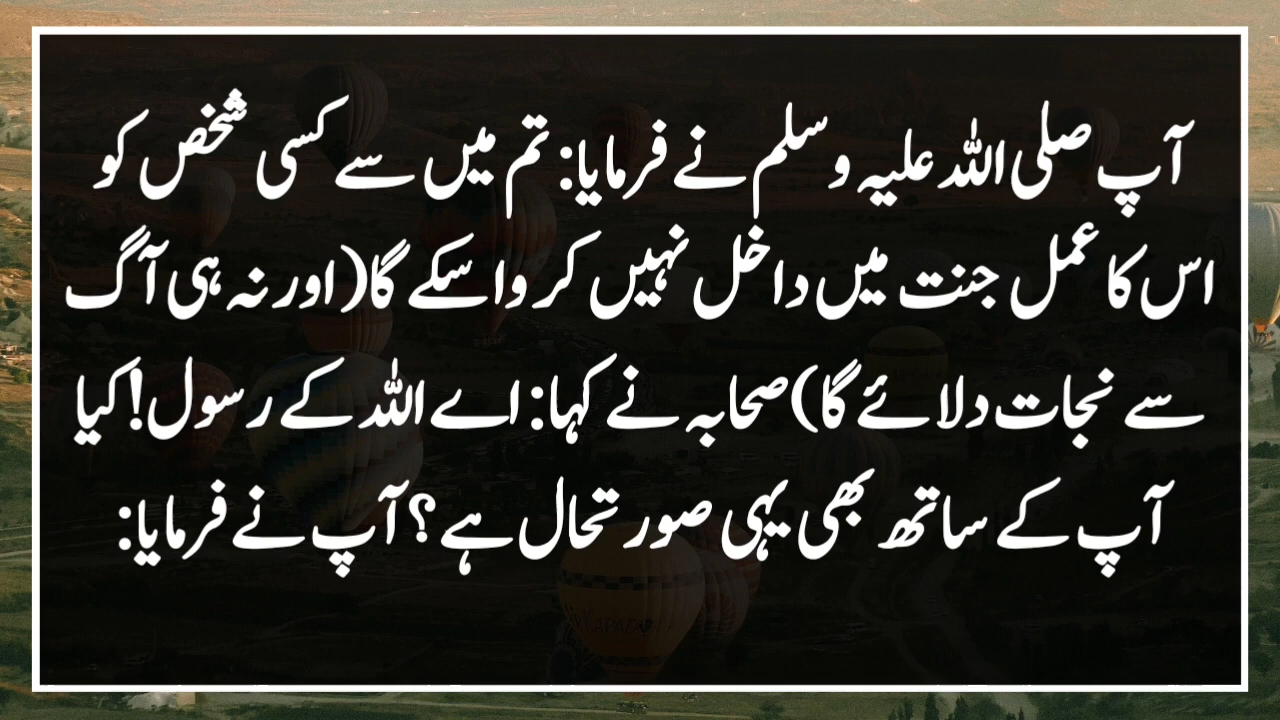 آپ صلی اللہ علیہ وسلم نے فرمایا: تم میں سے کسی شخص کو
اس کا عمل جنت میں داخل نہیں کر وا سکے گا(اور نہ ہی آگ
سے نجات دلائے گا)صحابہ نے کہا: اے اللہ کے رسول!کیا
آپ کے ساتھ بھی یہی صورتحال ہے؟ آپ نے فرمایا: